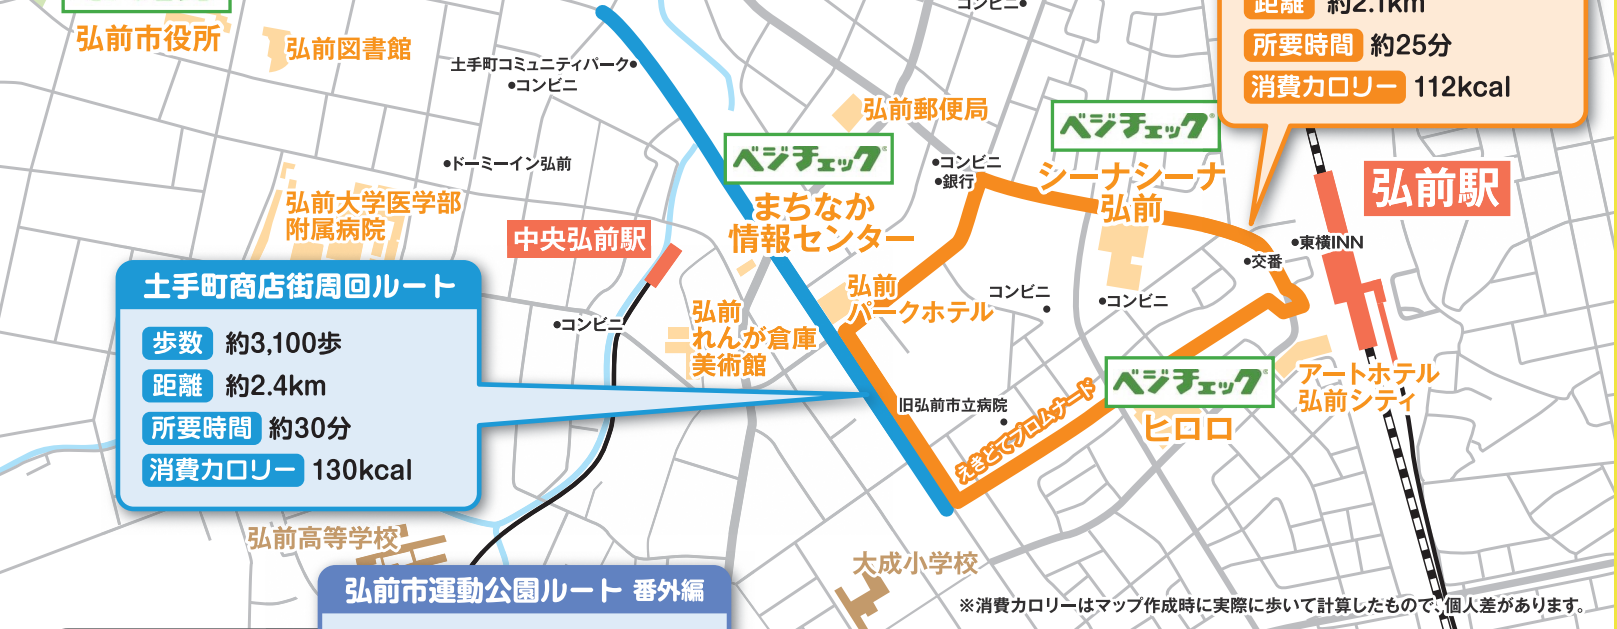 弘前市役所
弘前図書館
土手町コミュニティパーク
コンビニ
コンビニ
距離 約2.1km
所要時間 約25分
消費カロリー 112kcal
弘前郵便局
ベジチェック
ベジチェック
ドーミーイン弘前
コンビニ
銀行
シーナシーナ
弘前
弘前駅
弘前大学医学部
附属病院
中央弘前駅
まちなか
情報センター
東横INN
交番
土手町商店街周回ルート
歩数 約3,100歩
距離 約2.4km
所要時間 約30分
消費カロリー 130kcal
コンビニ
弘前
れんが倉庫
美術館
弘前
パークホテル
コンビニ
コンビニ
ベジチェック
ヒロロ
アートホテル
弘前シティ
旧弘前市立病院
えきどてプロムナード
弘前高等学校
大成小学校
弘前市運動公園ルート 番外編
※消費カロリーはマップ作成時に実際に歩いて計算したもので、個人差があります。